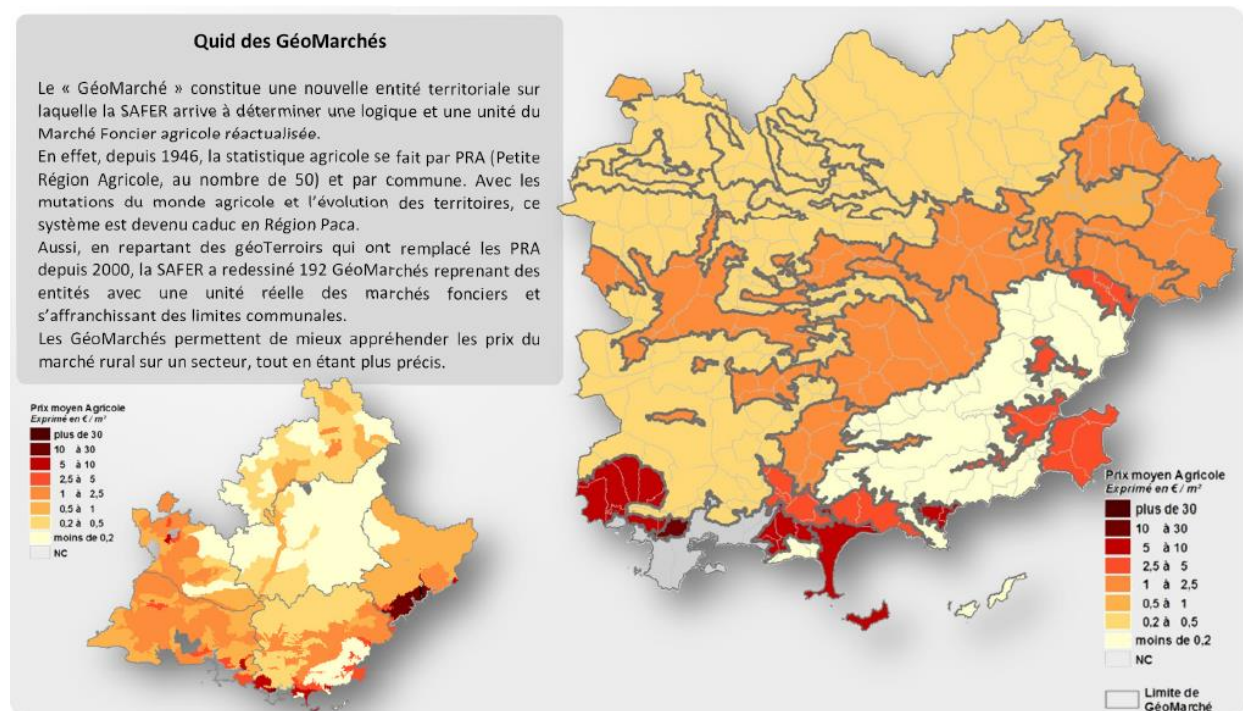 Quid des GéoMarchés
Le « GéoMarché » constitue une nouvelle entité territoriale sur
laquelle la SAFER arrive à déterminer une logique et une unité du
Marché Foncier agricole réactualisée.
En effet, depuis 1946, la statistique agricole se fait par PRA (Petite
Région Agricole, au nombre de 50) et par commune. Avec les
mutations du monde agricole et l'évolution des territoires, ce
système est devenu caduc en Région Paca.
Aussi, en repartant des géoTerroirs qui ont remplacé les PRA
depuis 2000, la SAFER a redessiné 192 GéoMarchés reprenant des
entités avec une unité réelle des marchés fonciers et
s'affranchissant des limites communales.
Les GéoMarchés permettent de mieux appréhender les prix du
marché rural sur un secteur, tout en étant plus précis.
Prix moyen Agricole
Exprimé en € / m²
plus de 30
10 à 30
5 à 10
2,5 à 5
1 à 2,5
0,5 à 1
0,2 à 0,5
moins de 0,2
NC
Prix moyen Agricole
Exprimé en € / m²
plus de 30
10 à 30
5 à 10
2,5 à 5
1 à 2,5
0,5 à 1
0,2 à 0,5
moins de 0,2
NC
Limite de
GéoMarché